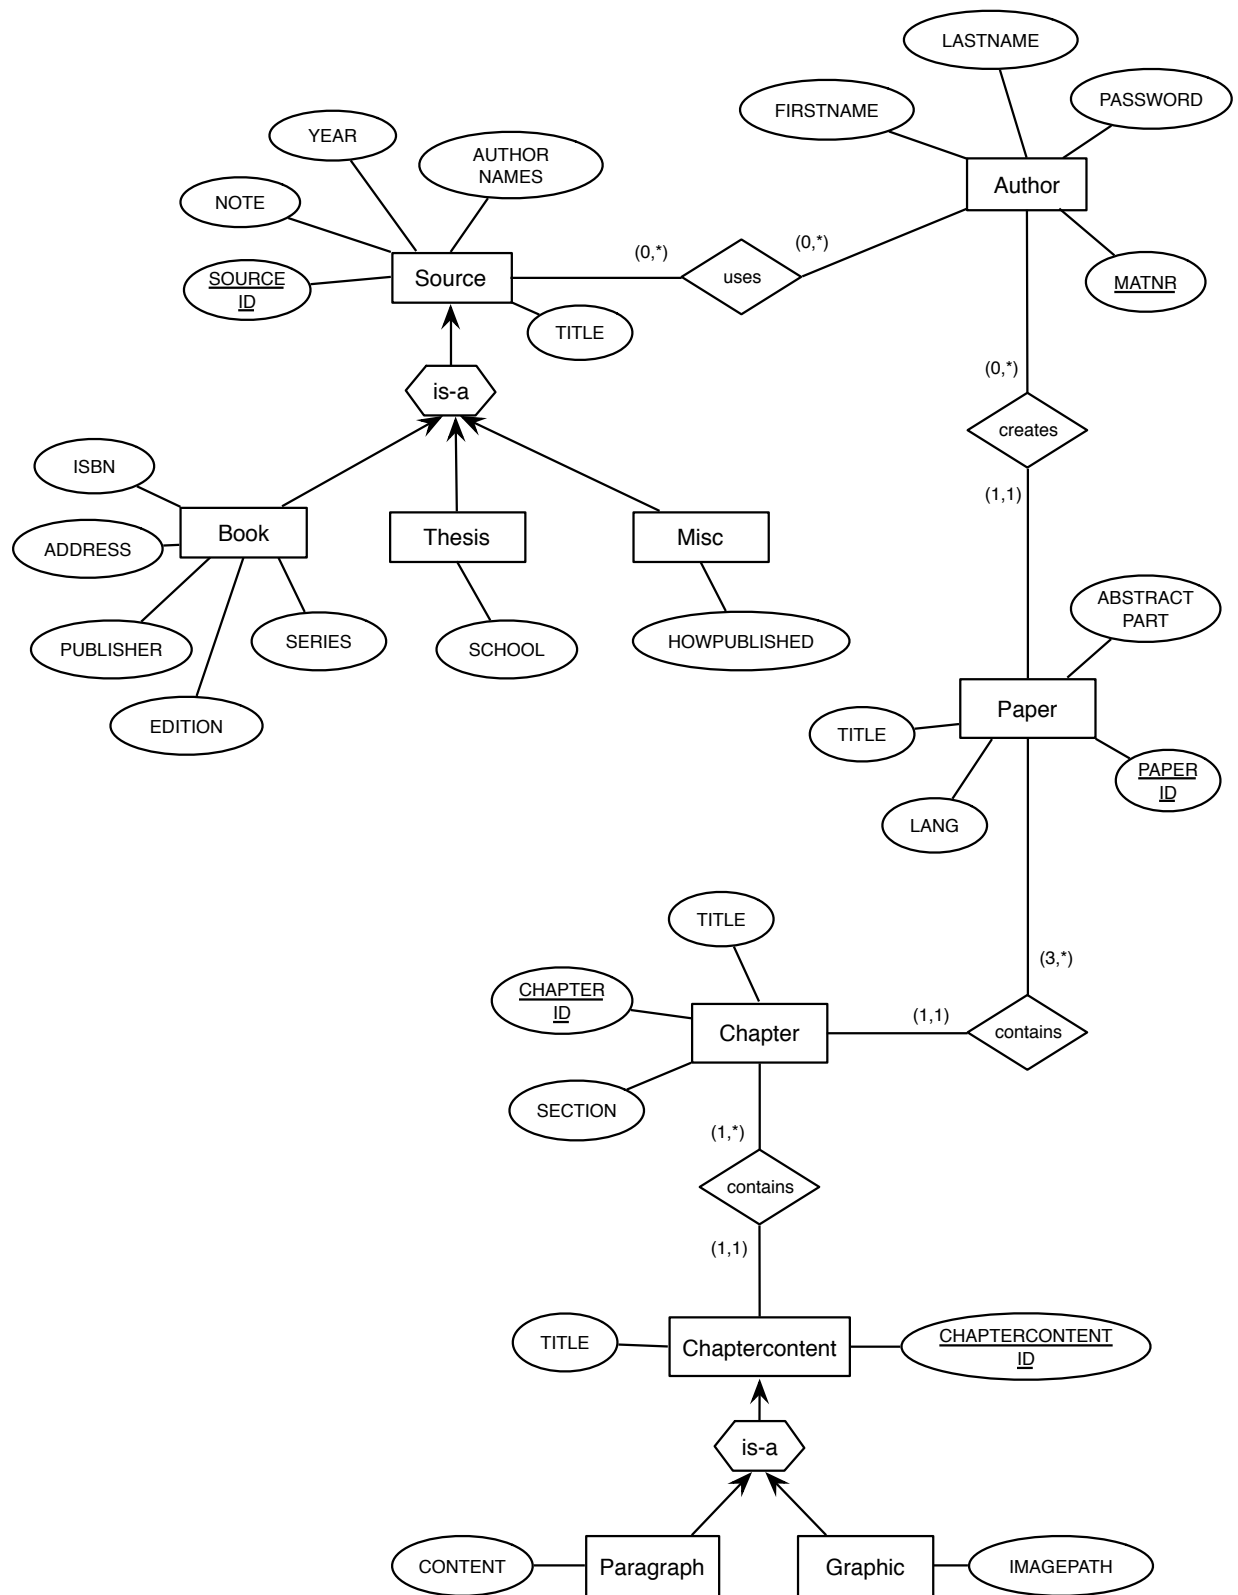 LASTNAME
FIRSTNAME
PASSWORD
YEAR
AUTHOR
NAMES
Author
NOTE
(0,*)
(0,*)
SOURCE
ID
Source
uses
MATNR
TITLE
is-a
(0,*)
creates
ISBN
(1,1)
ADDRESS
Book
Thesis
Misc
PUBLISHER
SERIES
SCHOOL
HOWPUBLISHED
ABSTRACT
PART
EDITION
Paper
TITLE
PAPER
ID
LANG
TITLE
(3,*)
CHAPTER
ID
Chapter
(1,1)
contains
SECTION
(1,*)
contains
(1,1)
TITLE
Chaptercontent
CHAPTERCONTENT
ID
is-a
CONTENT
Paragraph
Graphic
IMAGEPATH